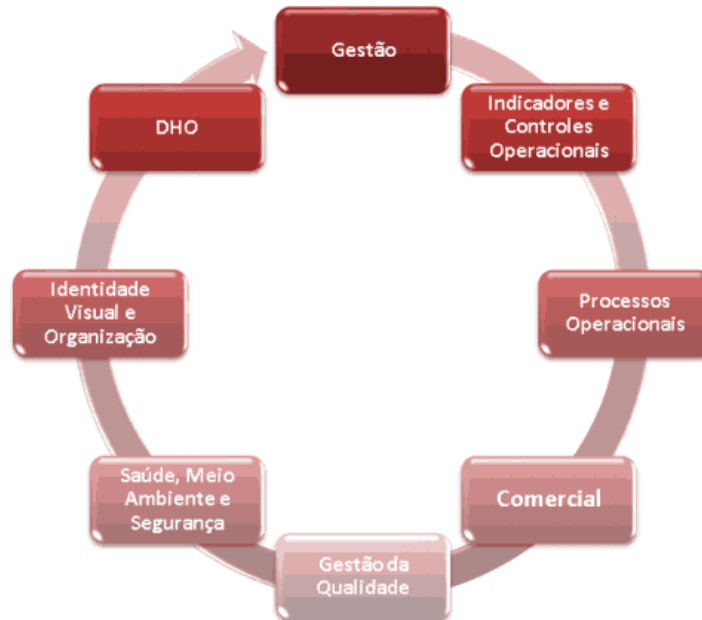 Gestão
Indicadores e
Controles
Operacionais
Processos
Operacionais
Comercial
Gestão da
Qualidade
Saúde, Meio
Ambiente e
Segurança
Identidade
Visual e
Organização
DHO